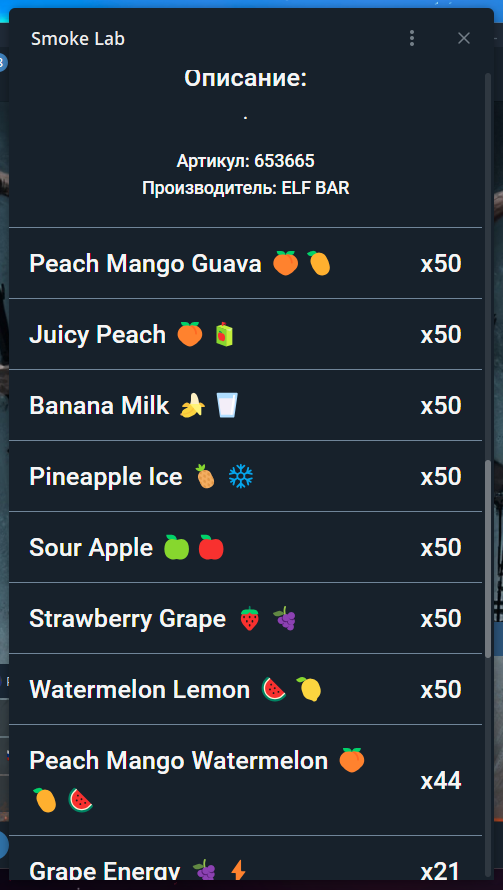 Smoke Lab
Описание:
.
Артикул: 653665
Производитель: ELF BAR
Peach Mango Guava 🍑 🥭 x50
Juicy Peach 🍑 🧃 x50
Banana Milk 🍌 🥛 x50
Pineapple Ice 🍍 ❄️ x50
Sour Apple 🍏 🍎 x50
Strawberry Grape 🍓 🍇 x50
Watermelon Lemon 🍉 🍋 x50
Peach Mango Watermelon 🍑
🥭 🍉 x44
Grape Energy 🍇 ⚡ x21